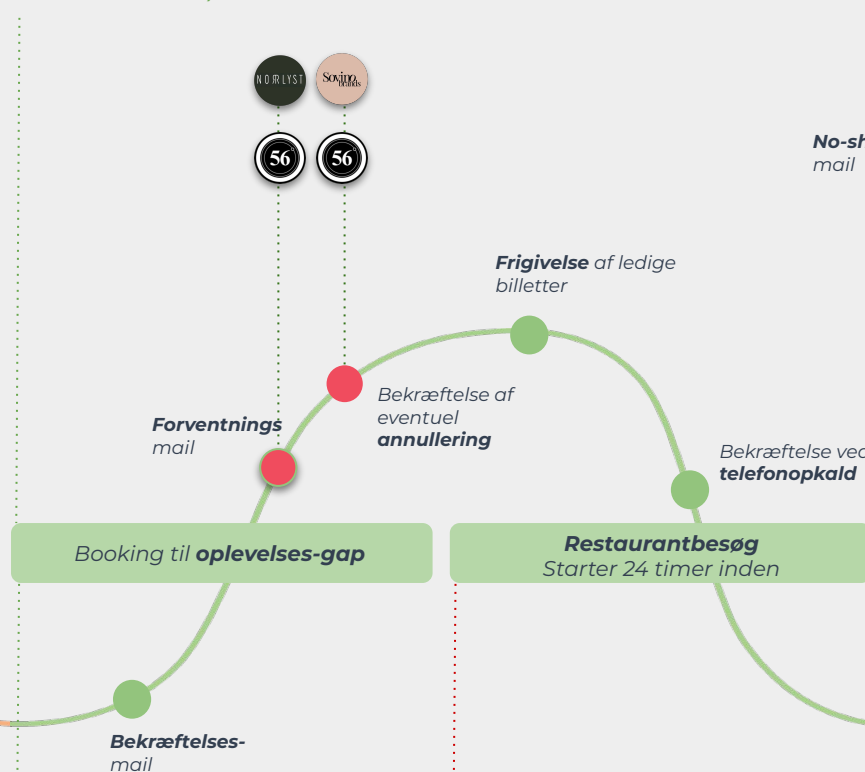 NORRLYST
Sovino
brands
56°
56°
No-sh
mail
Frigivelse af ledige
billetter
Bekræftelse af
eventuel
annullering
Forventnings
mail
Bekræftelse ved
telefonopkald
Booking til oplevelses-gap
Restaurantbesøg
Starter 24 timer inden
Bekræftelses-
mail